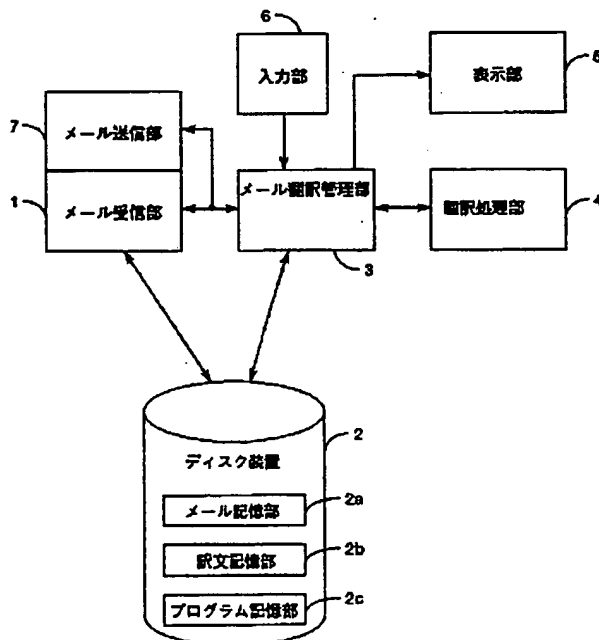 6
入力部
表示部
5
7
メール送信部
1
メール受信部
メール翻訳管理部
3
翻訳処理部
4
2
ディスク装置
メール記憶部
2a
訳文記憶部
2b
プログラム記憶部
2c